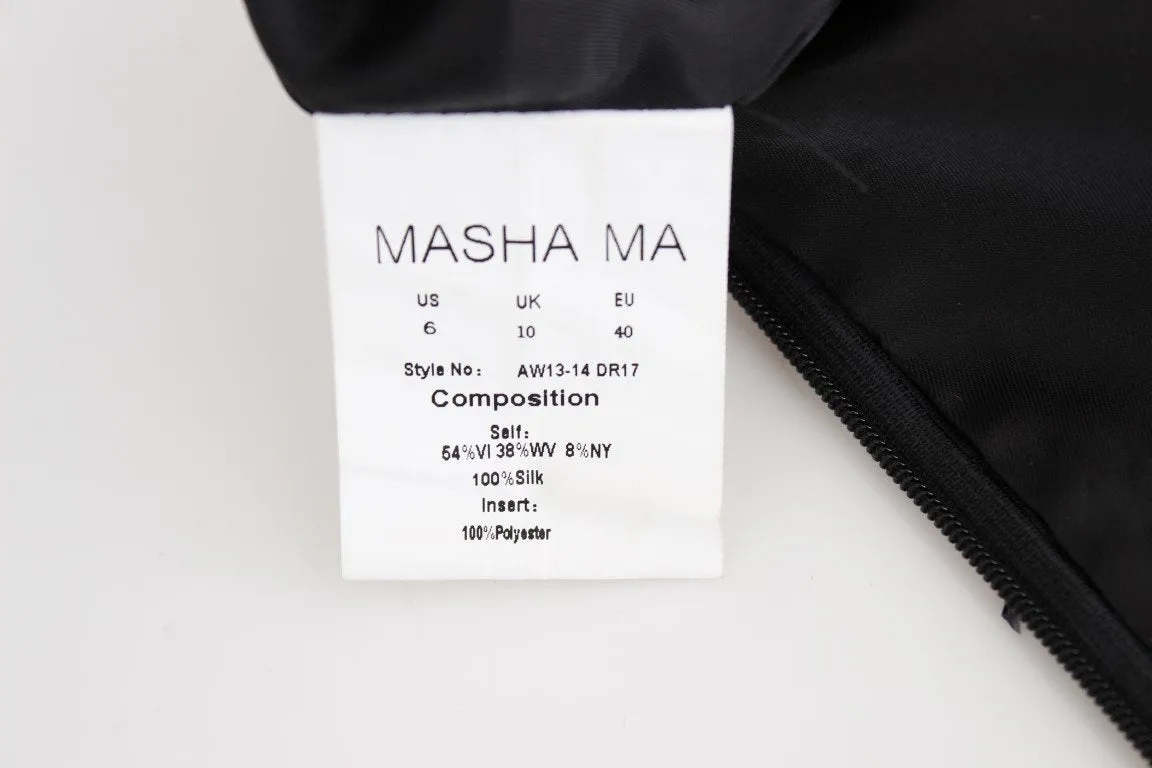 MASHA MA
US UK EU
6 10 40
Style No: AW13-14 DR17
Composition
Self:
54%VI 38%WV 8%NY
100%Silk
Insert:
100%Polyester